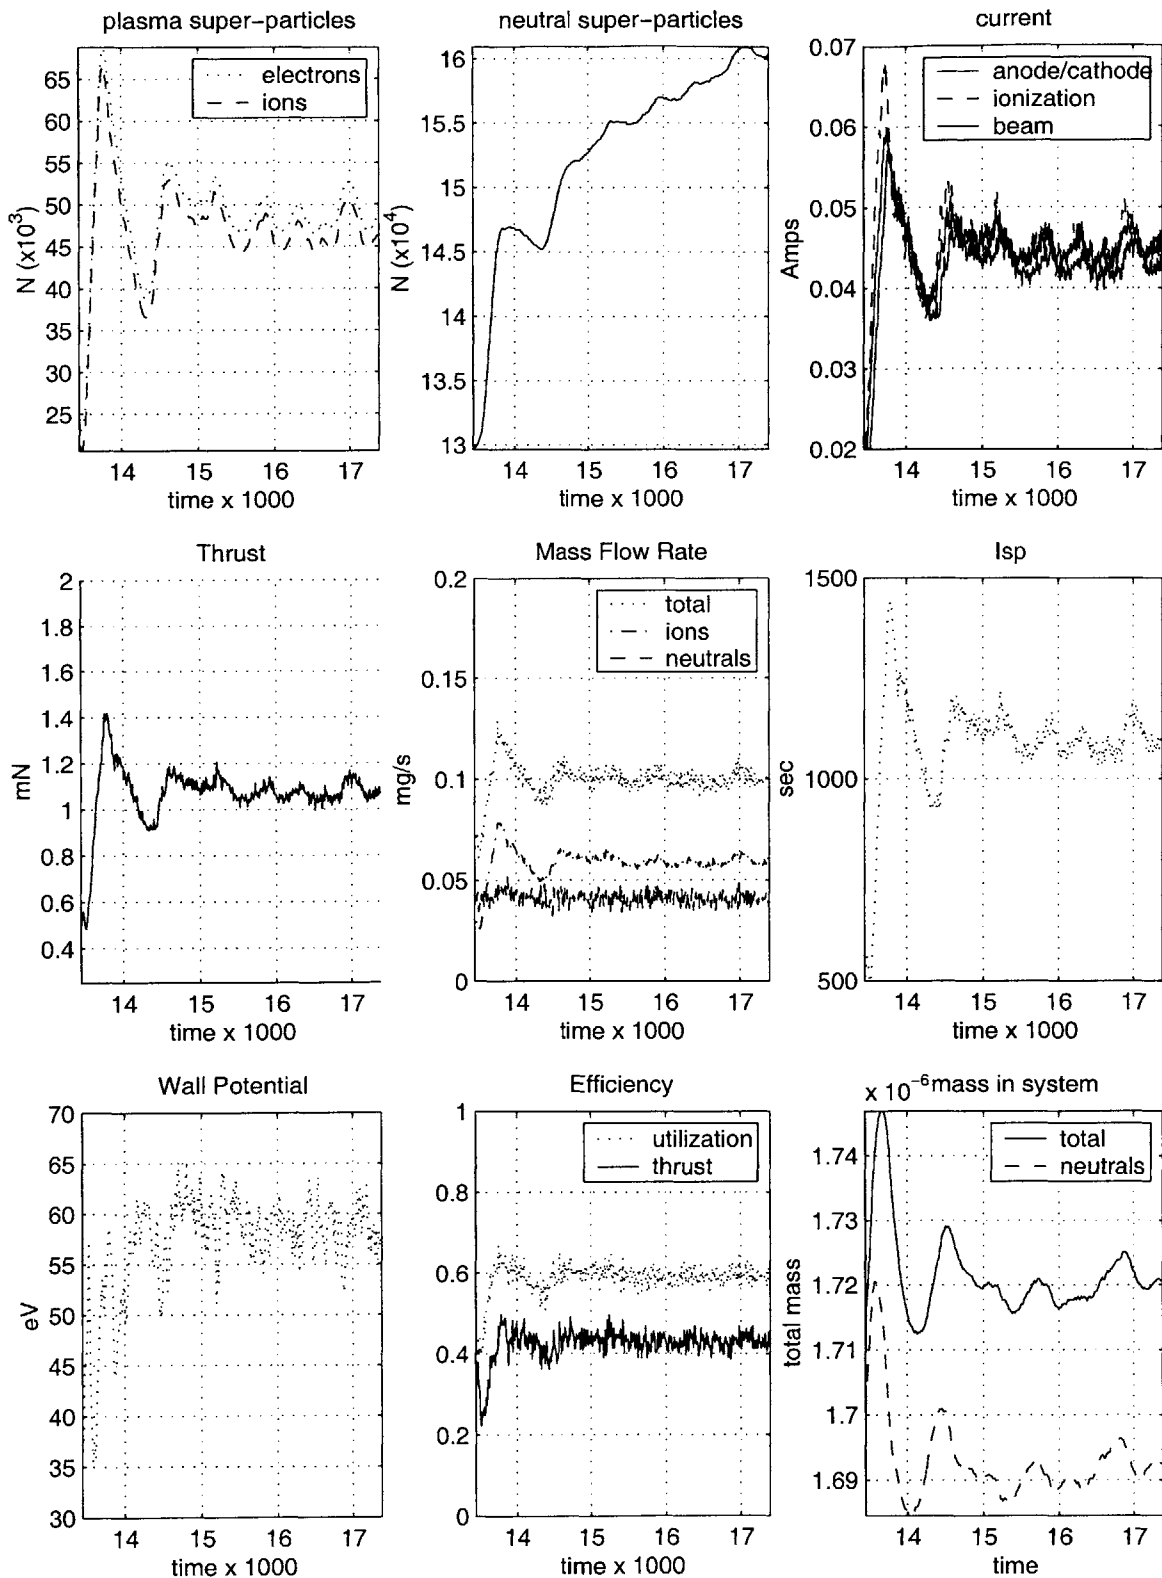 plasma super-particles
65
60
55
50
45
40
35
30
25
N (x10³)
electrons
ions
14 15 16 17
time x 1000
neutral super-particles
16
15.5
15
14.5
14
13.5
13
N (x10⁴)
14 15 16 17
time x 1000
current
0.07
0.06
0.05
0.04
0.03
0.02
Amps
anode/cathode
ionization
beam
14 15 16 17
time x 1000
Thrust
2
1.8
1.6
1.4
1.2
1
0.8
0.6
0.4
mN
14 15 16 17
time x 1000
Mass Flow Rate
0.2
0.15
0.1
0.05
0
mg/s
total
ions
neutrals
14 15 16 17
time x 1000
Isp
1500
1000
500
sec
14 15 16 17
time x 1000
Wall Potential
70
65
60
55
50
45
40
35
30
eV
14 15 16 17
time x 1000
Efficiency
1
0.8
0.6
0.4
0.2
0
utilization
thrust
14 15 16 17
time x 1000
x 10⁻⁶ mass in system
1.74
1.73
1.72
1.71
1.7
1.69
total mass
total
neutrals
14 15 16 17
time